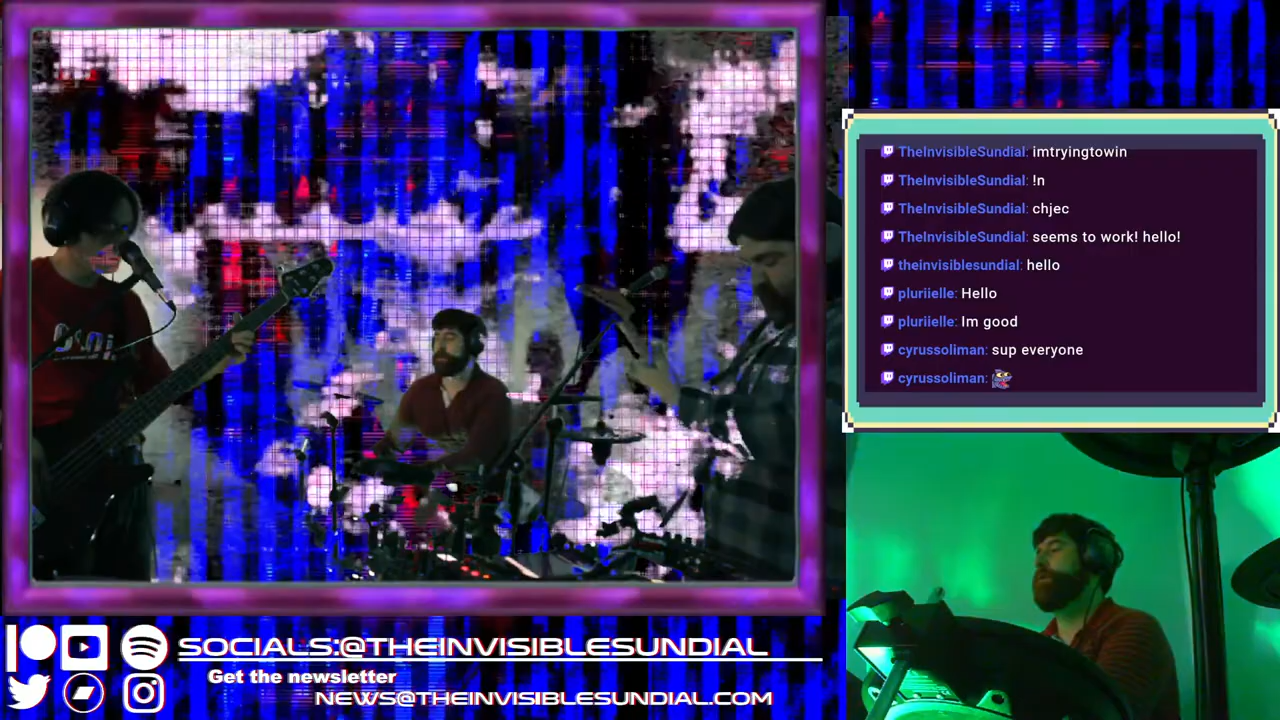 TheInvisibleSundial: imtryingtowin
TheInvisibleSundial: !n
TheInvisibleSundial: chjec
TheInvisibleSundial: seems to work! hello!
theinvisiblesundial: hello
pluriielle: Hello
pluriielle: Im good
cyrussoliman: sup everyone
cyrussoliman:
SOCIALS:@THEINVISIBLESUNDIAL
Get the newsletter
NEWS@THEINVISIBLESUNDIAL.COM